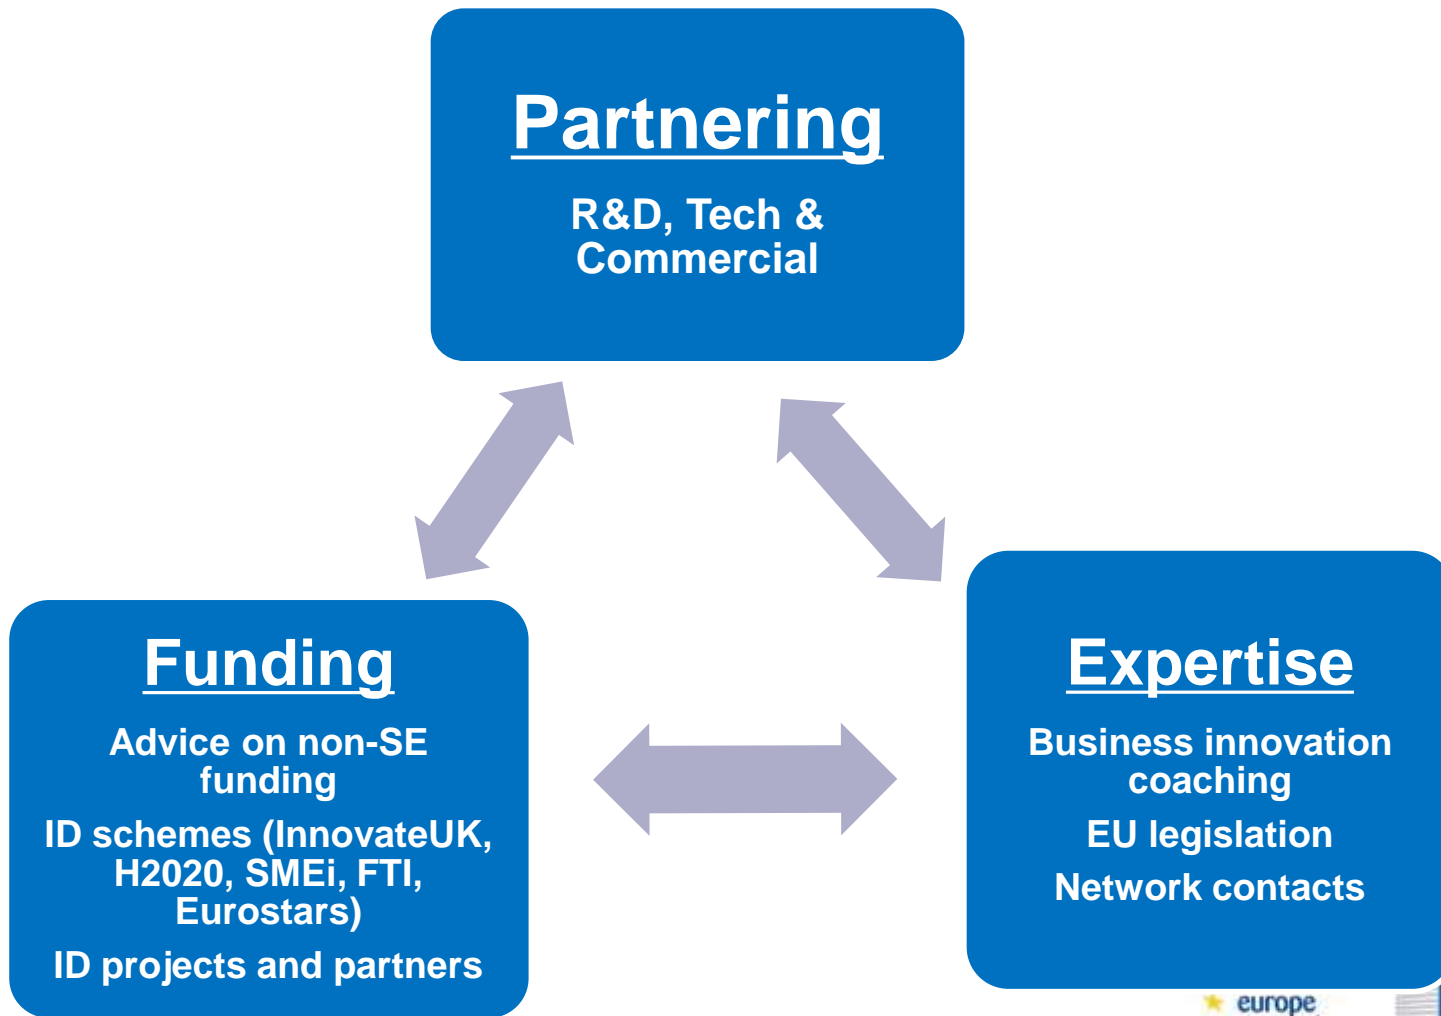 Partnering
R&D, Tech &
Commercial
Funding
Advice on non-SE
funding
ID schemes (InnovateUK,
H2020, SMEi, FTI,
Eurostars)
ID projects and partners
Expertise
Business innovation
coaching
EU legislation
Network contacts
europe